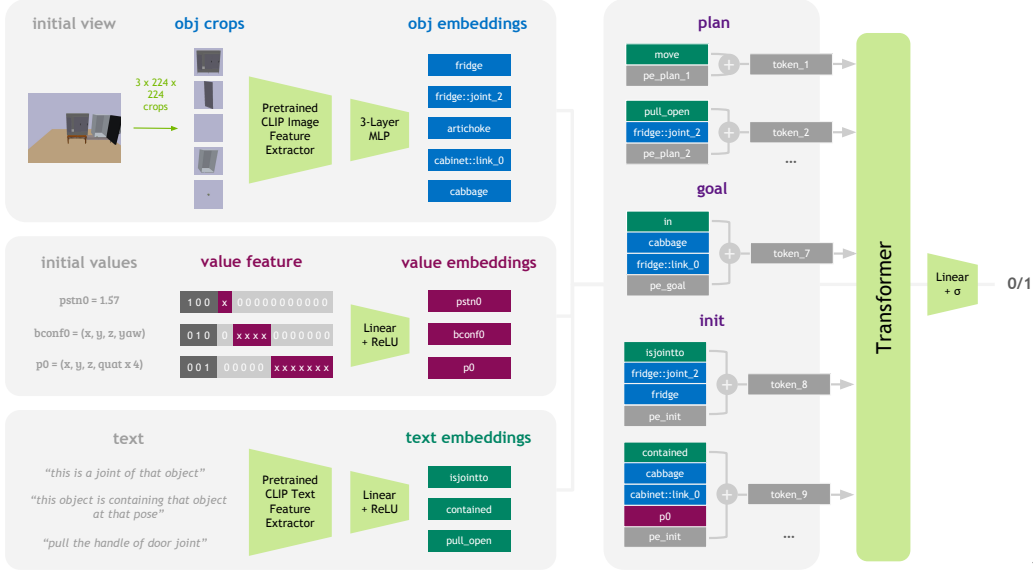 initial view
obj crops
obj embeddings
3 x 224 x
224
crops
Pretrained
CLIP Image
Feature
Extractor
3-Layer
MLP
fridge
fridge::joint_2
artichoke
cabinet::link_0
cabbage
initial values
value feature
value embeddings
pstn0 = 1.57
1 0 0 x 0 0 0 0 0 0 0 0 0 0 0
bconf0 = (x, y, z, yaw)
0 1 0 0 x x x x 0 0 0 0 0 0 0
p0 = (x, y, z, quat x 4)
0 0 1 0 0 0 0 0 x x x x x x x
Linear
+ ReLU
pstn0
bconf0
p0
text
text embeddings
"this is a joint of that object"
"this object is containing that object
at that pose"
"pull the handle of door joint"
Pretrained
CLIP Text
Feature
Extractor
Linear
+ ReLU
isjointto
contained
pull_open
plan
move
pe_plan_1
+
token_1
pull_open
fridge::joint_2
pe_plan_2
+
token_2
...
goal
in
cabbage
fridge::link_0
pe_goal
+
token_7
init
isjointto
fridge::joint_2
fridge
pe_init
+
token_8
contained
cabbage
cabinet::link_0
p0
pe_init
+
token_9
...
Transformer
Linear
+ σ
0/1